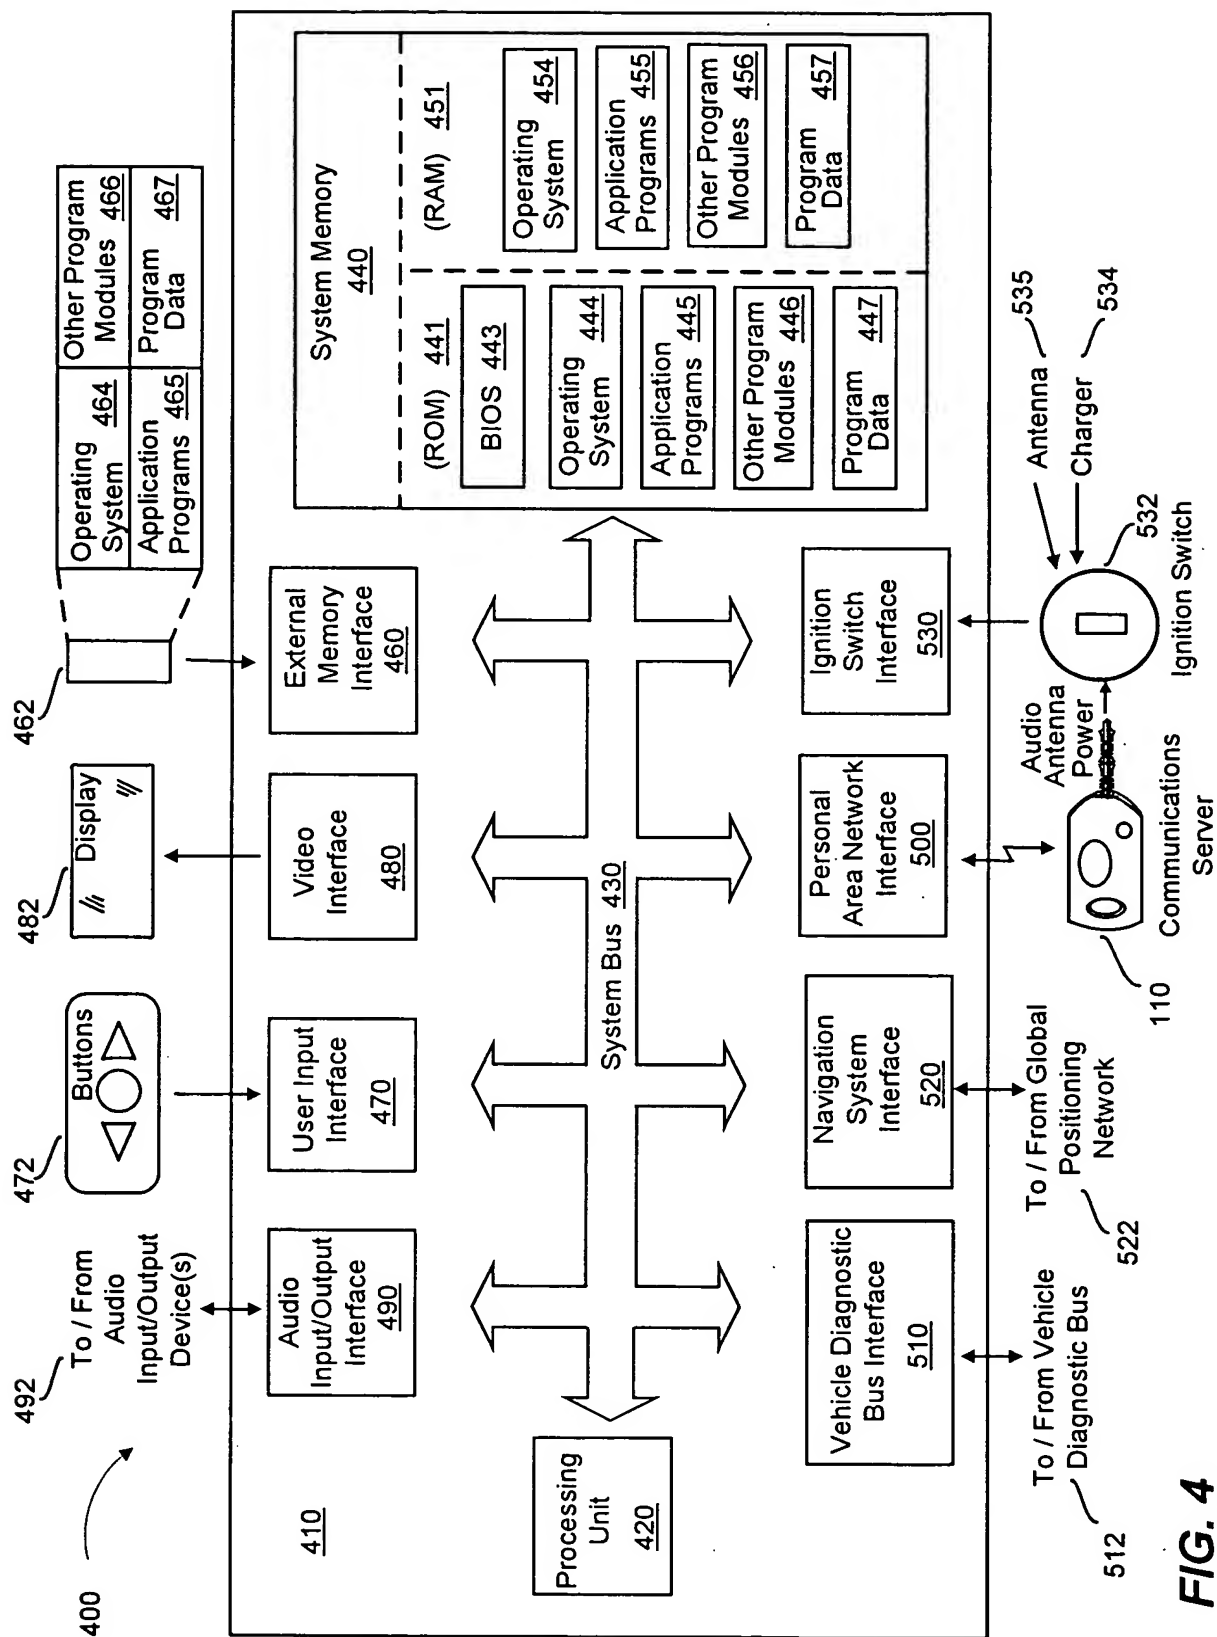 400
492
To / From
Audio
Input/Output
Device(s)
472
Buttons
482
Display
462
Operating
System 464
Other Program
Modules 466
Application
Programs 465
Program
Data 467
410
Audio
Input/Output
Interface
490
User Input
Interface
470
Video
Interface
480
External
Memory
Interface
460
System Memory
440
(ROM) 441
(RAM) 451
BIOS 443
Operating
System 444
Application
Programs 445
Other Program
Modules 446
Program
Data 447
Operating
System 454
Application
Programs 455
Other Program
Modules 456
Program
Data 457
Processing
Unit
420
System Bus 430
Vehicle Diagnostic
Bus Interface
510
Navigation
System
Interface
520
Personal
Area Network
Interface
500
Ignition
Switch
Interface
530
To / From Vehicle
Diagnostic Bus
512
To / From Global
Positioning
Network
522
Audio
Antenna
Power
110
Communications
Server
Antenna
535
Charger
534
532
Ignition Switch
FIG. 4